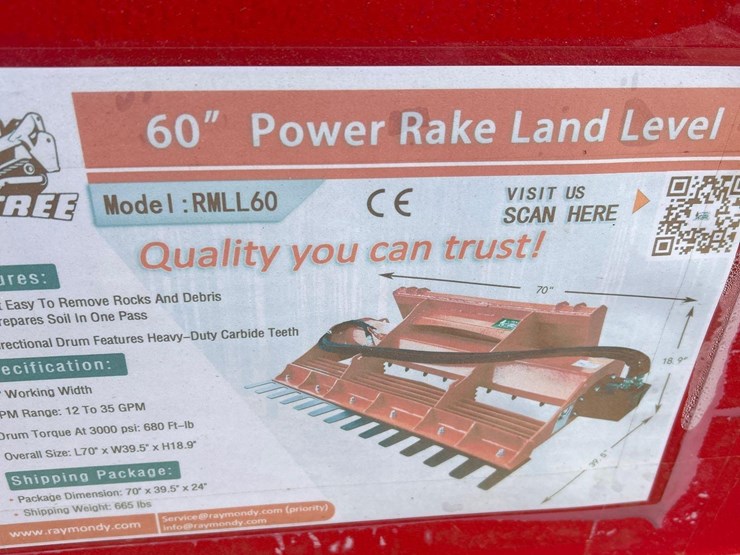 60" Power Rake Land Level
REE
Model:RMLL60
CE
VISIT US
SCAN HERE
Quality you can trust!
ures:
Easy To Remove Rocks And Debris
repares Soil In One Pass
rectional Drum Features Heavy-Duty Carbide Teeth
ecification:
Working Width
PM Range: 12 To 35 GPM
Drum Torque At 3000 psi: 680 Ft-lb
Overall Size: L70" x W39.5" x H18.9"
Shipping Package:
- Package Dimension: 70" x 39.5" x 24"
- Shipping Weight: 665 lbs
www.raymondy.com
Service@raymondy.com (priority)
info@raymondy.com
70"
18.9"
39.5"